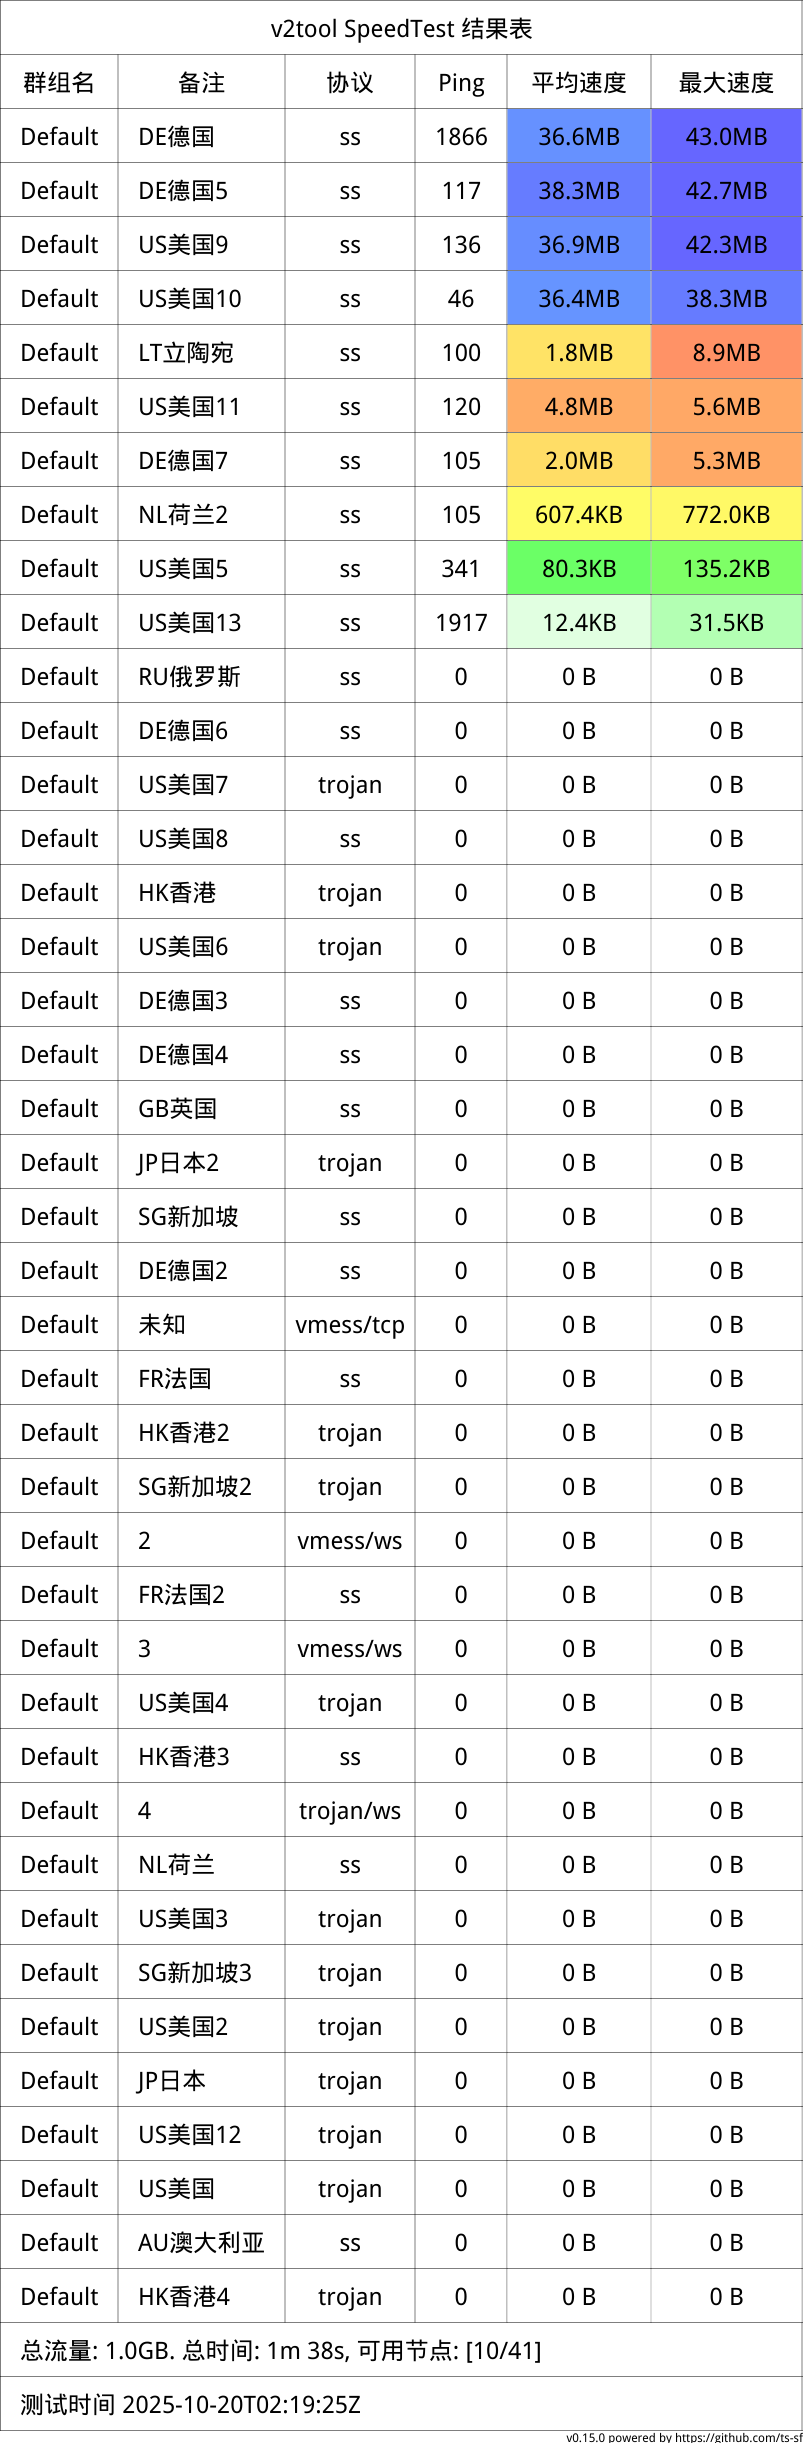 v2tool SpeedTest 结果表
群组名 备注 协议 Ping 平均速度 最大速度
Default DE德国 ss 1866 36.6MB 43.0MB
Default DE德国5 ss 117 38.3MB 42.7MB
Default US美国9 ss 136 36.9MB 42.3MB
Default US美国10 ss 46 36.4MB 38.3MB
Default LT立陶宛 ss 100 1.8MB 8.9MB
Default US美国11 ss 120 4.8MB 5.6MB
Default DE德国7 ss 105 2.0MB 5.3MB
Default NL荷兰2 ss 105 607.4KB 772.0KB
Default US美国5 ss 341 80.3KB 135.2KB
Default US美国13 ss 1917 12.4KB 31.5KB
Default RU俄罗斯 ss 0 0 B 0 B
Default DE德国6 ss 0 0 B 0 B
Default US美国7 trojan 0 0 B 0 B
Default US美国8 ss 0 0 B 0 B
Default HK香港 trojan 0 0 B 0 B
Default US美国6 trojan 0 0 B 0 B
Default DE德国3 ss 0 0 B 0 B
Default DE德国4 ss 0 0 B 0 B
Default GB英国 ss 0 0 B 0 B
Default JP日本2 trojan 0 0 B 0 B
Default SG新加坡 ss 0 0 B 0 B
Default DE德国2 ss 0 0 B 0 B
Default 未知 vmess/tcp 0 0 B 0 B
Default FR法国 ss 0 0 B 0 B
Default HK香港2 trojan 0 0 B 0 B
Default SG新加坡2 trojan 0 0 B 0 B
Default 2 vmess/ws 0 0 B 0 B
Default FR法国2 ss 0 0 B 0 B
Default 3 vmess/ws 0 0 B 0 B
Default US美国4 trojan 0 0 B 0 B
Default HK香港3 ss 0 0 B 0 B
Default 4 trojan/ws 0 0 B 0 B
Default NL荷兰 ss 0 0 B 0 B
Default US美国3 trojan 0 0 B 0 B
Default SG新加坡3 trojan 0 0 B 0 B
Default US美国2 trojan 0 0 B 0 B
Default JP日本 trojan 0 0 B 0 B
Default US美国12 trojan 0 0 B 0 B
Default US美国 trojan 0 0 B 0 B
Default AU澳大利亚 ss 0 0 B 0 B
Default HK香港4 trojan 0 0 B 0 B
总流量: 1.0GB. 总时间: 1m 38s, 可用节点: [10/41]
测试时间 2025-10-20T02:19:25Z
v0.15.0 powered by https://github.com/ts-sf